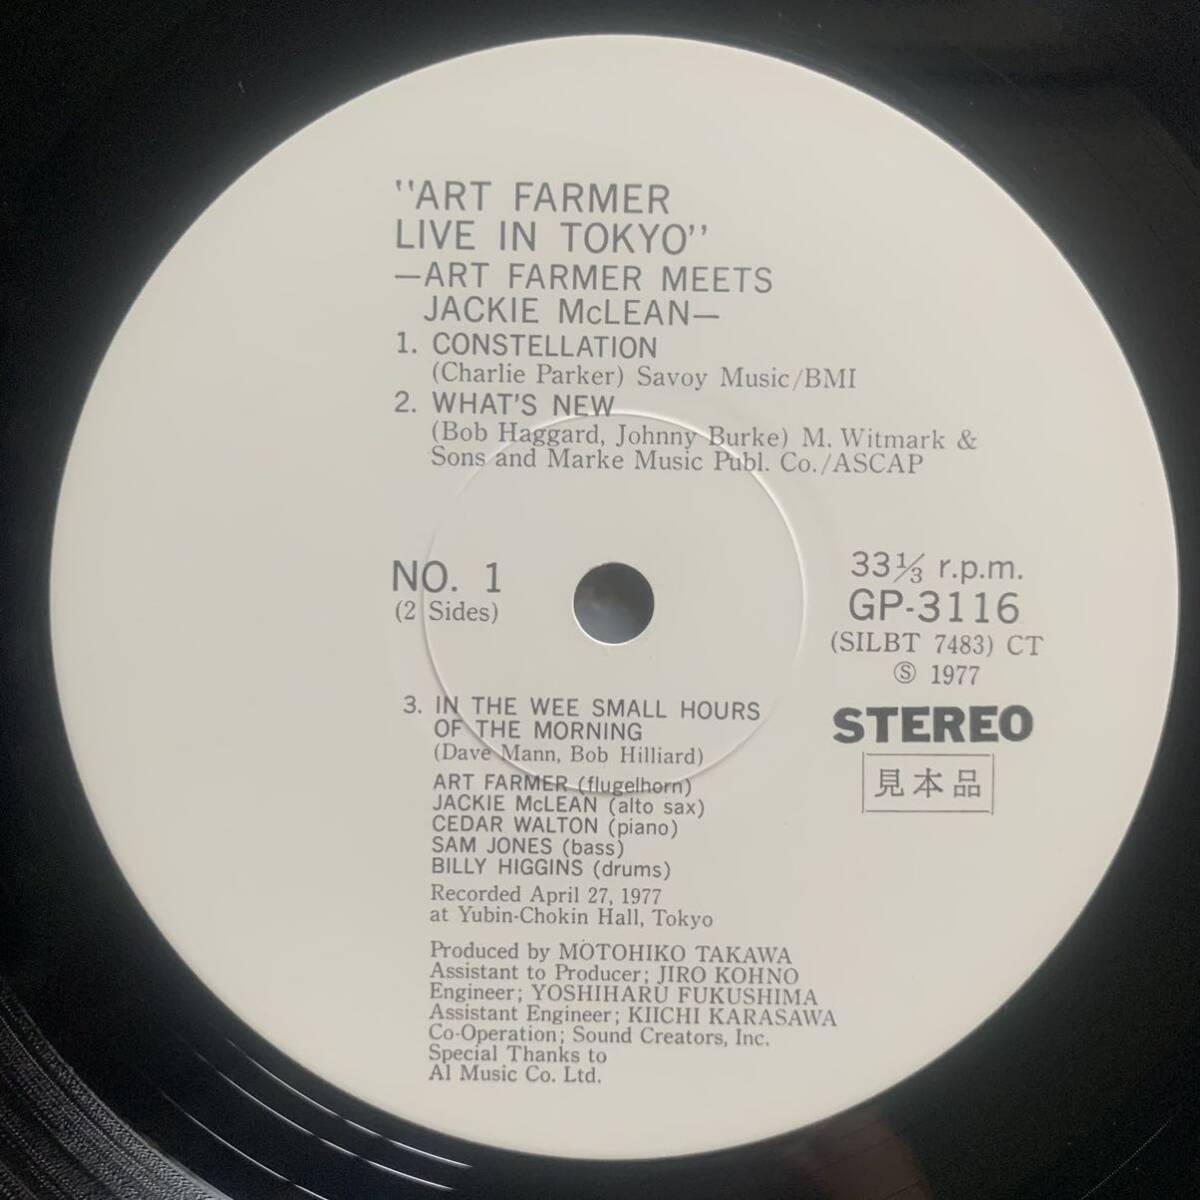 "ART FARMER
LIVE IN TOKYO"
—ART FARMER MEETS
JACKIE McLEAN—
1. CONSTELLATION
(Charlie Parker) Savoy Music/BMI
2. WHAT'S NEW
(Bob Haggard, Johnny Burke) M. Witmark &
Sons and Marke Music Publ. Co./ASCAP
NO. 1
(2 Sides)
33⅓ r.p.m.
GP-3116
(SILBT 7483) CT
Ⓢ 1977
STEREO
見本品
3. IN THE WEE SMALL HOURS
OF THE MORNING
(Dave Mann, Bob Hilliard)
ART FARMER (flugelhorn)
JACKIE McLEAN (alto sax)
CEDAR WALTON (piano)
SAM JONES (bass)
BILLY HIGGINS (drums)
Recorded April 27, 1977
at Yubin-Chokin Hall, Tokyo
Produced by MOTOHIKO TAKAWA
Assistant to Producer; JIRO KOHNO
Engineer; YOSHIHARU FUKUSHIMA
Assistant Engineer; KIICHI KARASAWA
Co-Operation; Sound Creators, Inc.
Special Thanks to
A1 Music Co. Ltd.